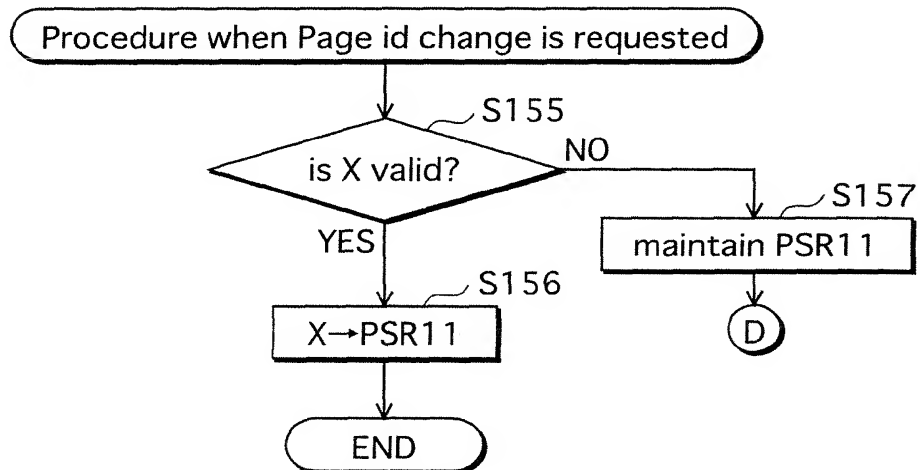 Procedure when Page id change is requested
S155
is X valid?
NO
S157
YES
maintain PSR11
S156
X→PSR11
D
END